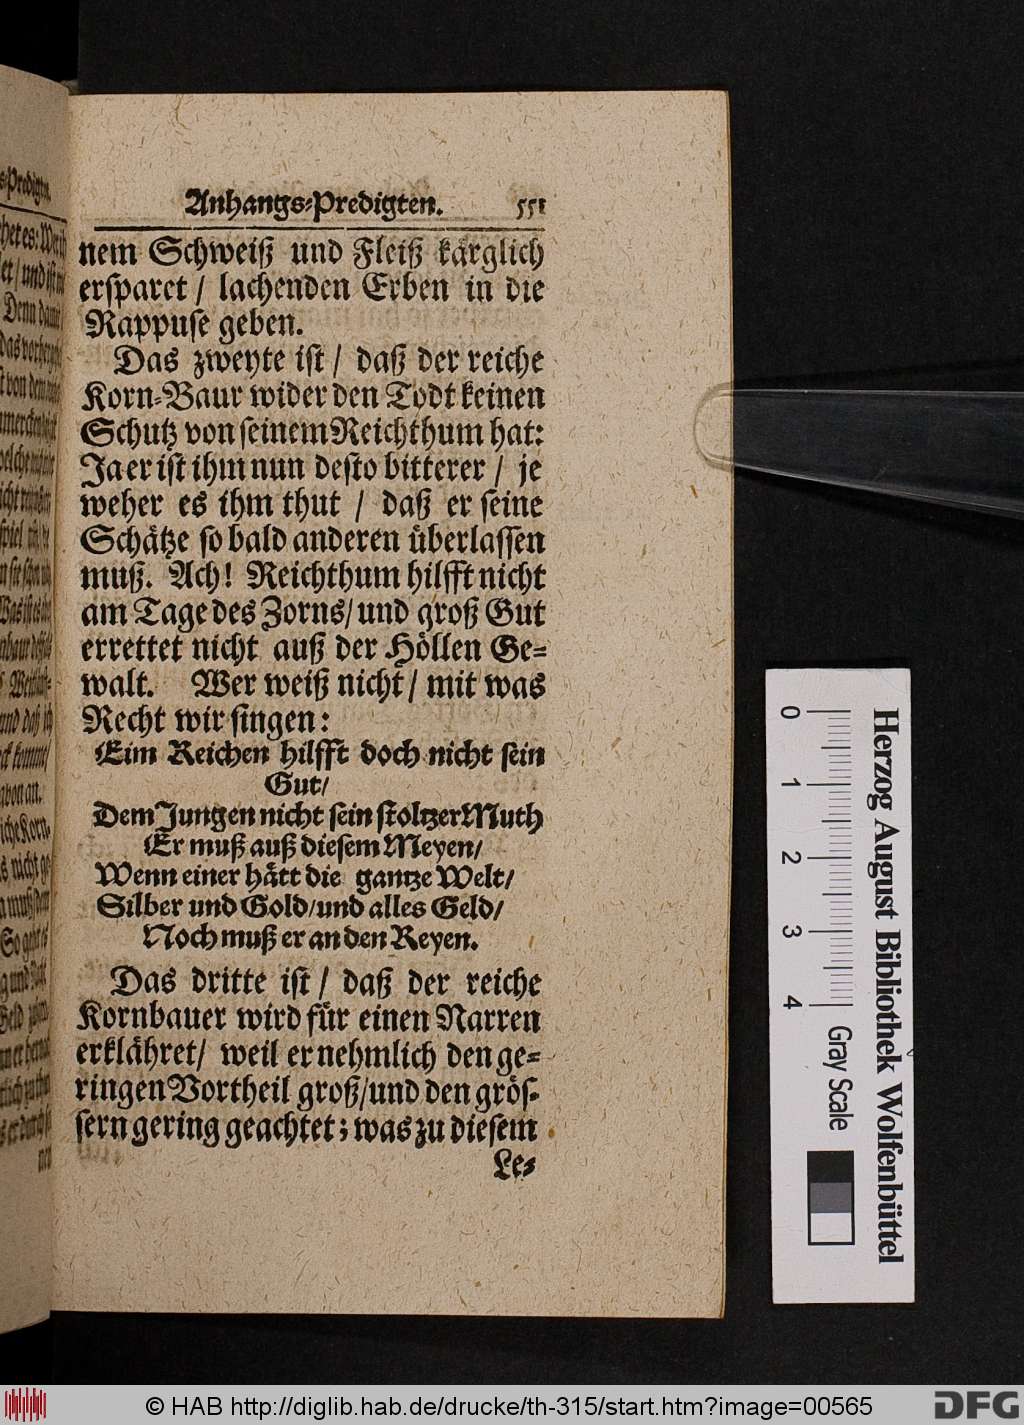 Anhangs-Predigten. 551
nem Schweiß und Fleiß kärglich
ersparet / lachenden Erben in die
Rappuse geben.
Das zweyte ist / daß der reiche
Korn-Baur wider den Todt keinen
Schutz von seinem Reichthum hat:
Ja er ist ihm nun desto bitterer / je
weher es ihm thut / daß er seine
Schätze so bald anderen überlassen
muß. Ach! Reichthum hilfft nicht
am Tage des Zorns/ und groß Gut
errettet nicht auß der Höllen Ge-
walt. Wer weiß nicht / mit was
Recht wir singen:
Eim Reichen hilfft doch nicht sein
Gut/
Dem Jungen nicht sein stoltzer Muth
Er muß auß diesem Meyen/
Wenn einer hätt die gantze Welt/
Silber und Gold/und alles Geld/
Noch muß er an den Reyen.
Das dritte ist / daß der reiche
Kornbauer wird für einen Narren
erklähret/ weil er nehmlich den ge-
ringen Vortheil groß/und den grös-
sern gering geachtet; was zu diesem
Le-
0 1 2 3 4
Herzog August Bibliothek Wolfenbüttel
Gray Scale
© HAB http://diglib.hab.de/drucke/th-315/start.htm?image=00565
DFG